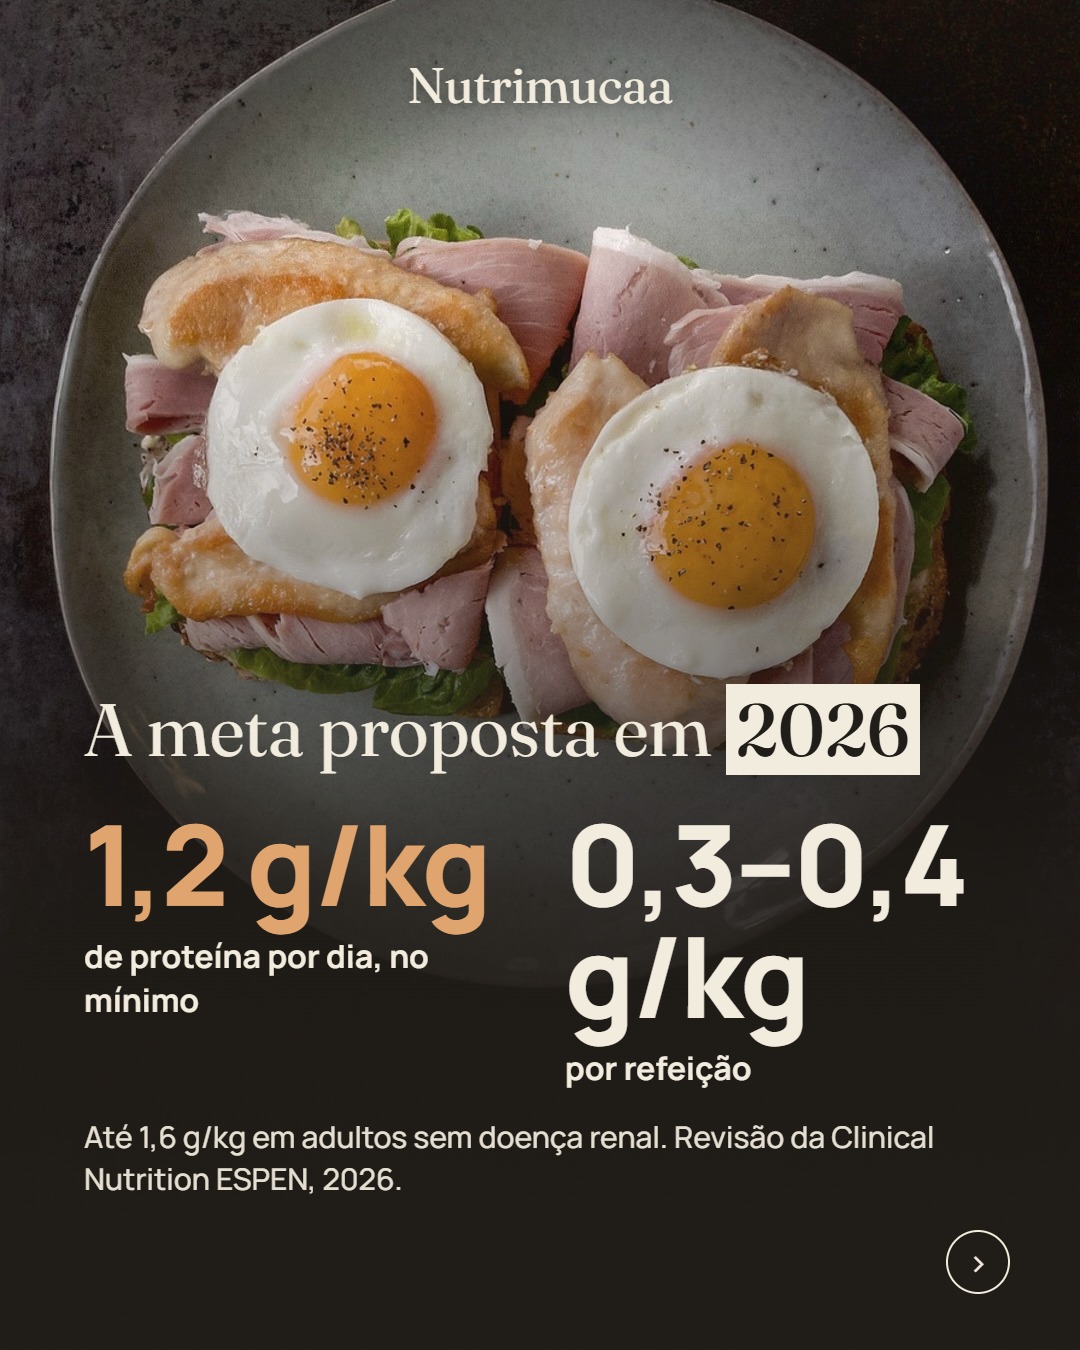 Nutrimucaa
A meta proposta em 2026
1,2 g/kg
de proteína por dia, no
mínimo
0,3–0,4
g/kg
por refeição
Até 1,6 g/kg em adultos sem doença renal. Revisão da Clinical
Nutrition ESPEN, 2026.